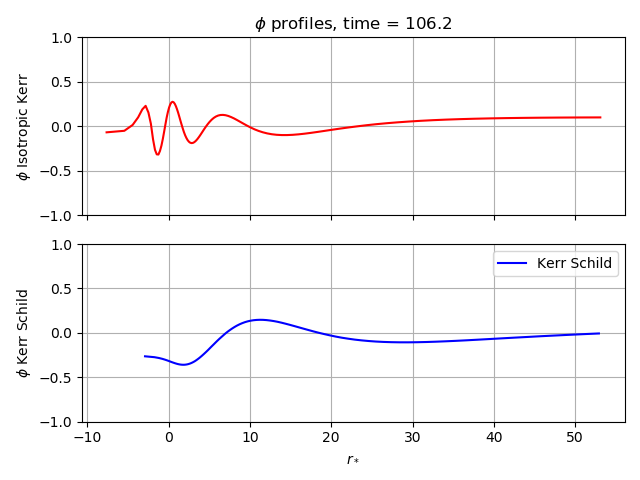 ϕ profiles, time = 106.2
1.0
0.5
0.0
−0.5
−1.0
ϕ Isotropic Kerr
1.0
0.5
0.0
−0.5
−1.0
ϕ Kerr Schild
Kerr Schild
−10 0 10 20 30 40 50
r*